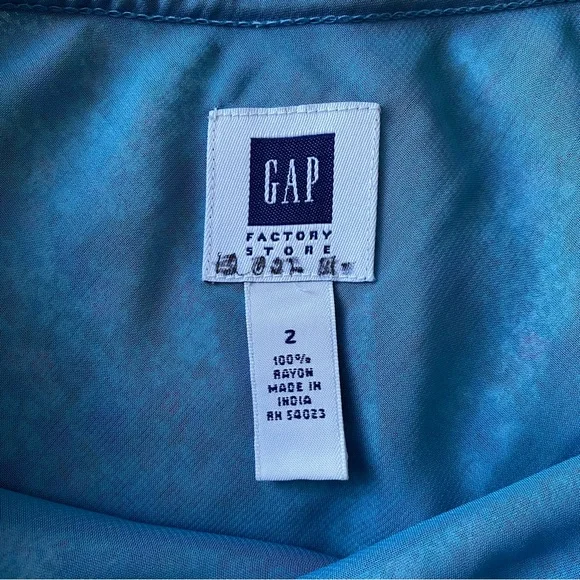 GAP
FACTORY
STORE
2
100%
RAYON
MADE IN
INDIA
RN 54023